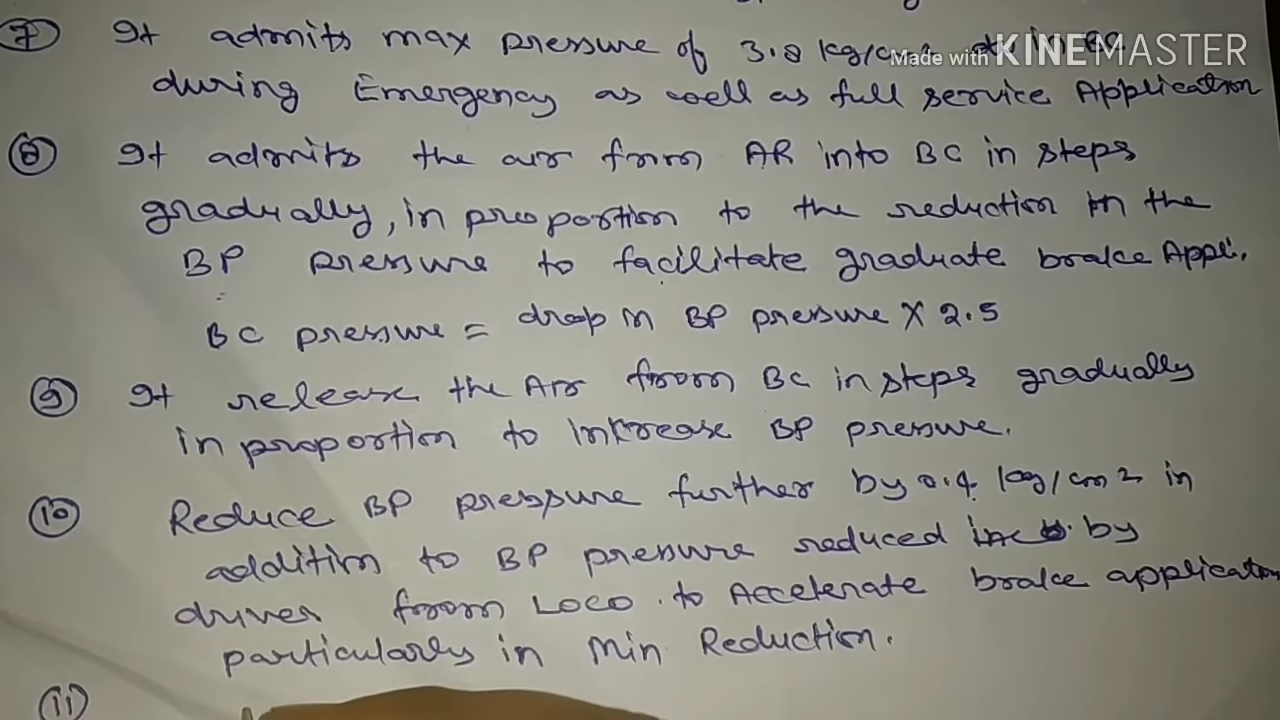 ⑦ It admits max pressure of 3.8 kg/cm2
Made with KINEMASTER
during Emergency as well as full service Application
⑧ It admits the air from AR into BC in steps
gradually, in proportion to the reduction in the
BP pressure to facilitate graduate brake Appli.
BC pressure = drop in BP pressure X 2.5
⑨ It release the Air from BC in steps gradually
in proportion to increase BP pressure.
⑩ Reduce BP pressure further by 0.4 kg/cm2 in
addition to BP pressure reduced by
driver from Loco. to Accelerate brake application
particularly in Min Reduction.
⑪